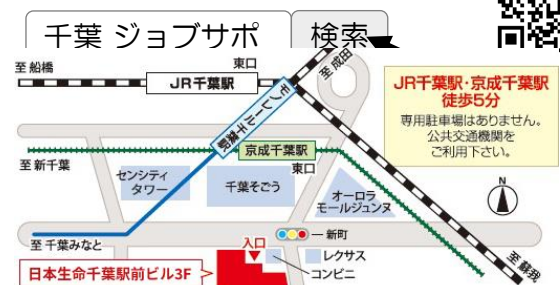 千葉 ジョブサポ
検索
至 船橋
東口
JR千葉駅
至 成田
モノレール千葉駅
JR千葉駅・京成千葉駅
徒歩5分
専用駐車場はありません。
公共交通機関を
ご利用下さい。
至 新千葉
京成千葉駅
東口
センシティ
タワー
千葉そごう
オーロラ
モールジュンヌ
N
至 千葉みなと
新町
入口
レクサス
コンビニ
至 蘇我
日本生命千葉駅前ビル3F